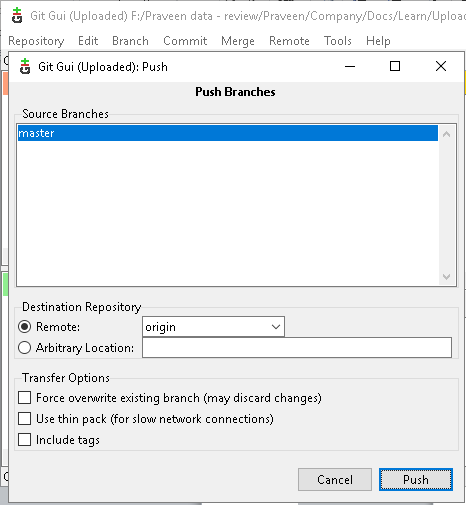 Git Gui (Uploaded) F:/Praveen data - review/Praveen/Company/Docs/Learn/Uploa
Repository Edit Branch Commit Merge Remote Tools Help
Git Gui (Uploaded): Push
Push Branches
Source Branches
master
Destination Repository
Remote: origin
Arbitrary Location:
Transfer Options
Force overwrite existing branch (may discard changes)
Use thin pack (for slow network connections)
Include tags
Cancel Push